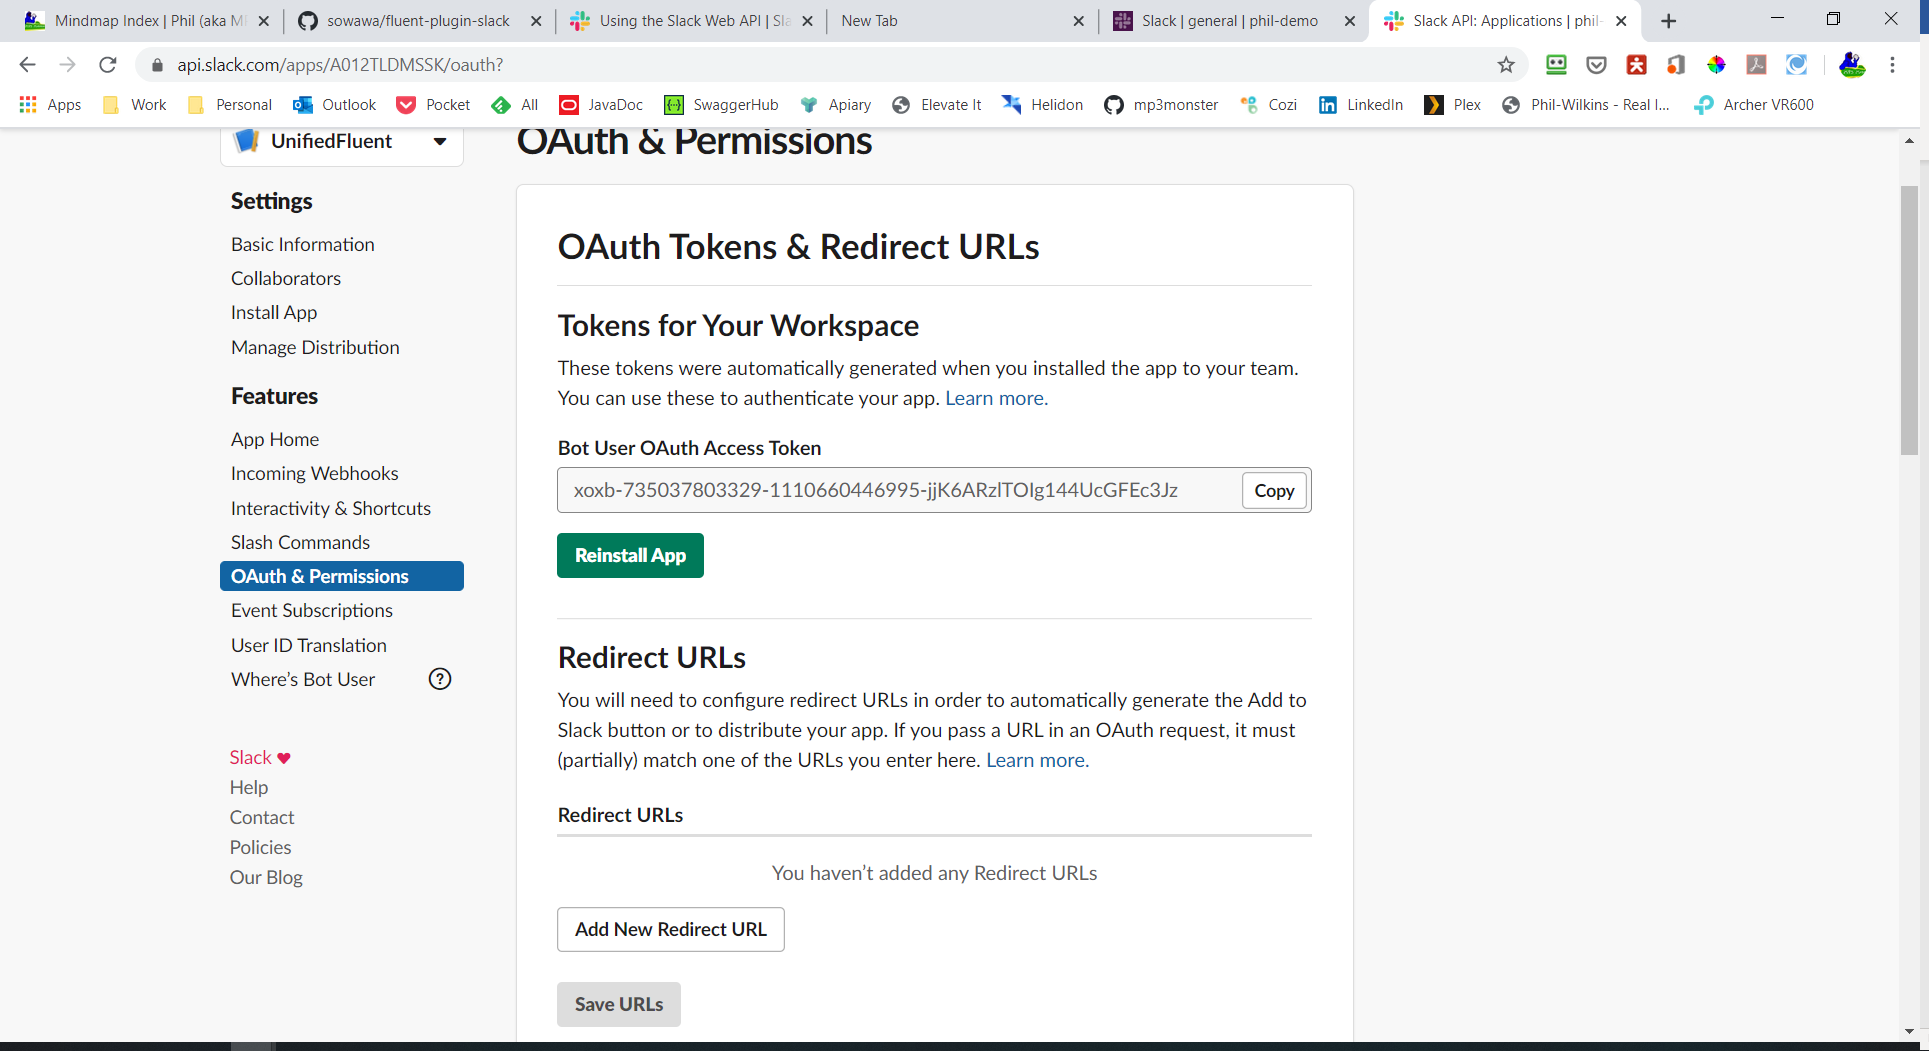 Mindmap Index | Phil (aka MP
sowawa/fluent-plugin-slack
Using the Slack Web API | Sla
New Tab
Slack | general | phil-demo
Slack API: Applications | phil-
api.slack.com/apps/A012TLDMSSK/oauth?
Apps
Work
Personal
Outlook
Pocket
All
JavaDoc
SwaggerHub
Apiary
Elevate It
Helidon
mp3monster
Cozi
LinkedIn
Plex
Phil-Wilkins - Real I...
Archer VR600
UnifiedFluent
Settings
Basic Information
Collaborators
Install App
Manage Distribution
Features
App Home
Incoming Webhooks
Interactivity & Shortcuts
Slash Commands
OAuth & Permissions
Event Subscriptions
User ID Translation
Where's Bot User
?
Slack ♥
Help
Contact
Policies
Our Blog
OAuth & Permissions
OAuth Tokens & Redirect URLs
Tokens for Your Workspace
These tokens were automatically generated when you installed the app to your team.
You can use these to authenticate your app. Learn more.
Bot User OAuth Access Token
xoxb-735037803329-1110660446995-jjK6ARzlTOIg144UcGFEc3Jz
Copy
Reinstall App
Redirect URLs
You will need to configure redirect URLs in order to automatically generate the Add to
Slack button or to distribute your app. If you pass a URL in an OAuth request, it must
(partially) match one of the URLs you enter here. Learn more.
Redirect URLs
You haven't added any Redirect URLs
Add New Redirect URL
Save URLs